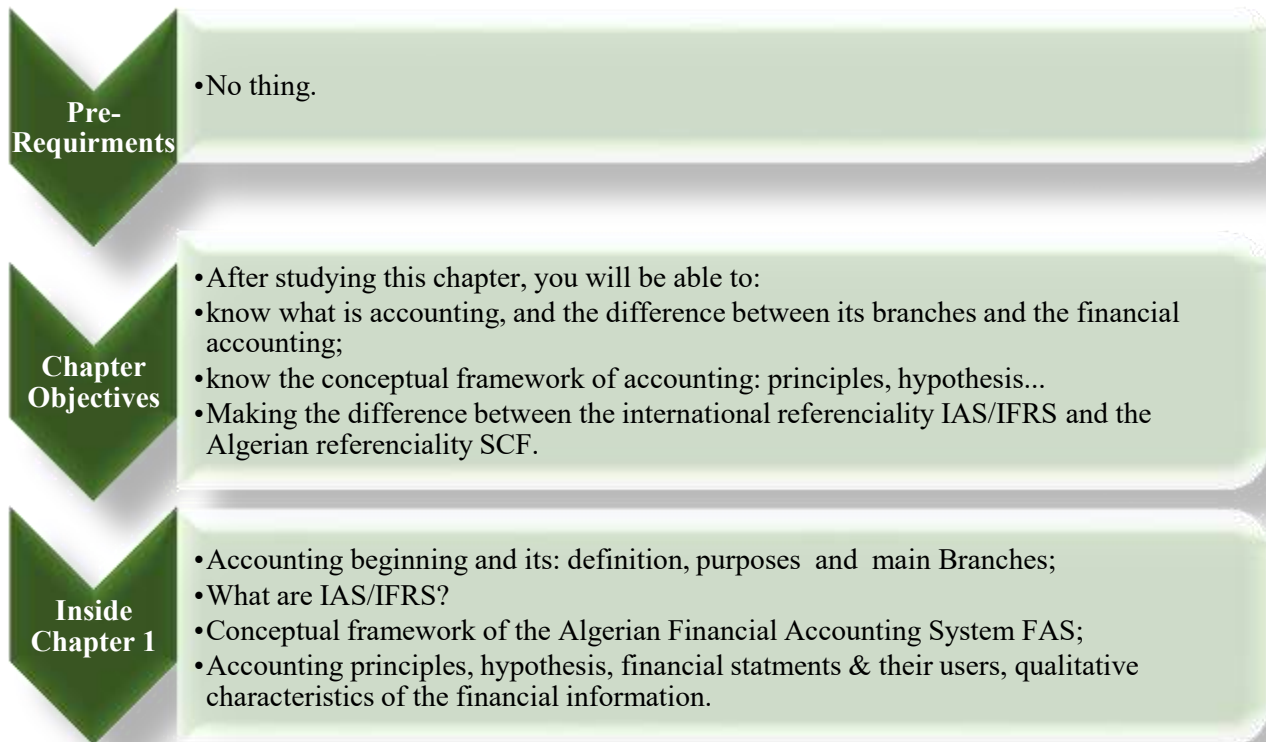 Pre-
Requirments
•No thing.
Chapter
Objectives
•After studying this chapter, you will be able to:
•know what is accounting, and the difference between its branches and the financial
accounting;
•know the conceptual framework of accounting: principles, hypothesis...
•Making the difference between the international referenciality IAS/IFRS and the
Algerian referenciality SCF.
Inside
Chapter 1
•Accounting beginning and its: definition, purposes and main Branches;
•What are IAS/IFRS?
•Conceptual framework of the Algerian Financial Accounting System FAS;
•Accounting principles, hypothesis, financial statments & their users, qualitative
characteristics of the financial information.